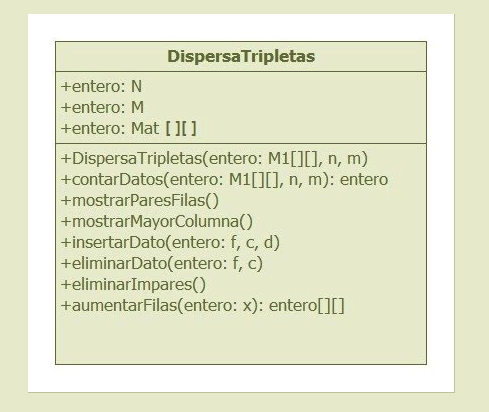 DispersaTripletas
+entero: N
+entero: M
+entero: Mat [ ][ ]
+DispersaTripletas(entero: M1[][], n, m)
+contarDatos(entero: M1[][], n, m): entero
+mostrarParesFilas()
+mostrarMayorColumna()
+insertarDato(entero: f, c, d)
+eliminarDato(entero: f, c)
+eliminarImpares()
+aumentarFilas(entero: x): entero[][]